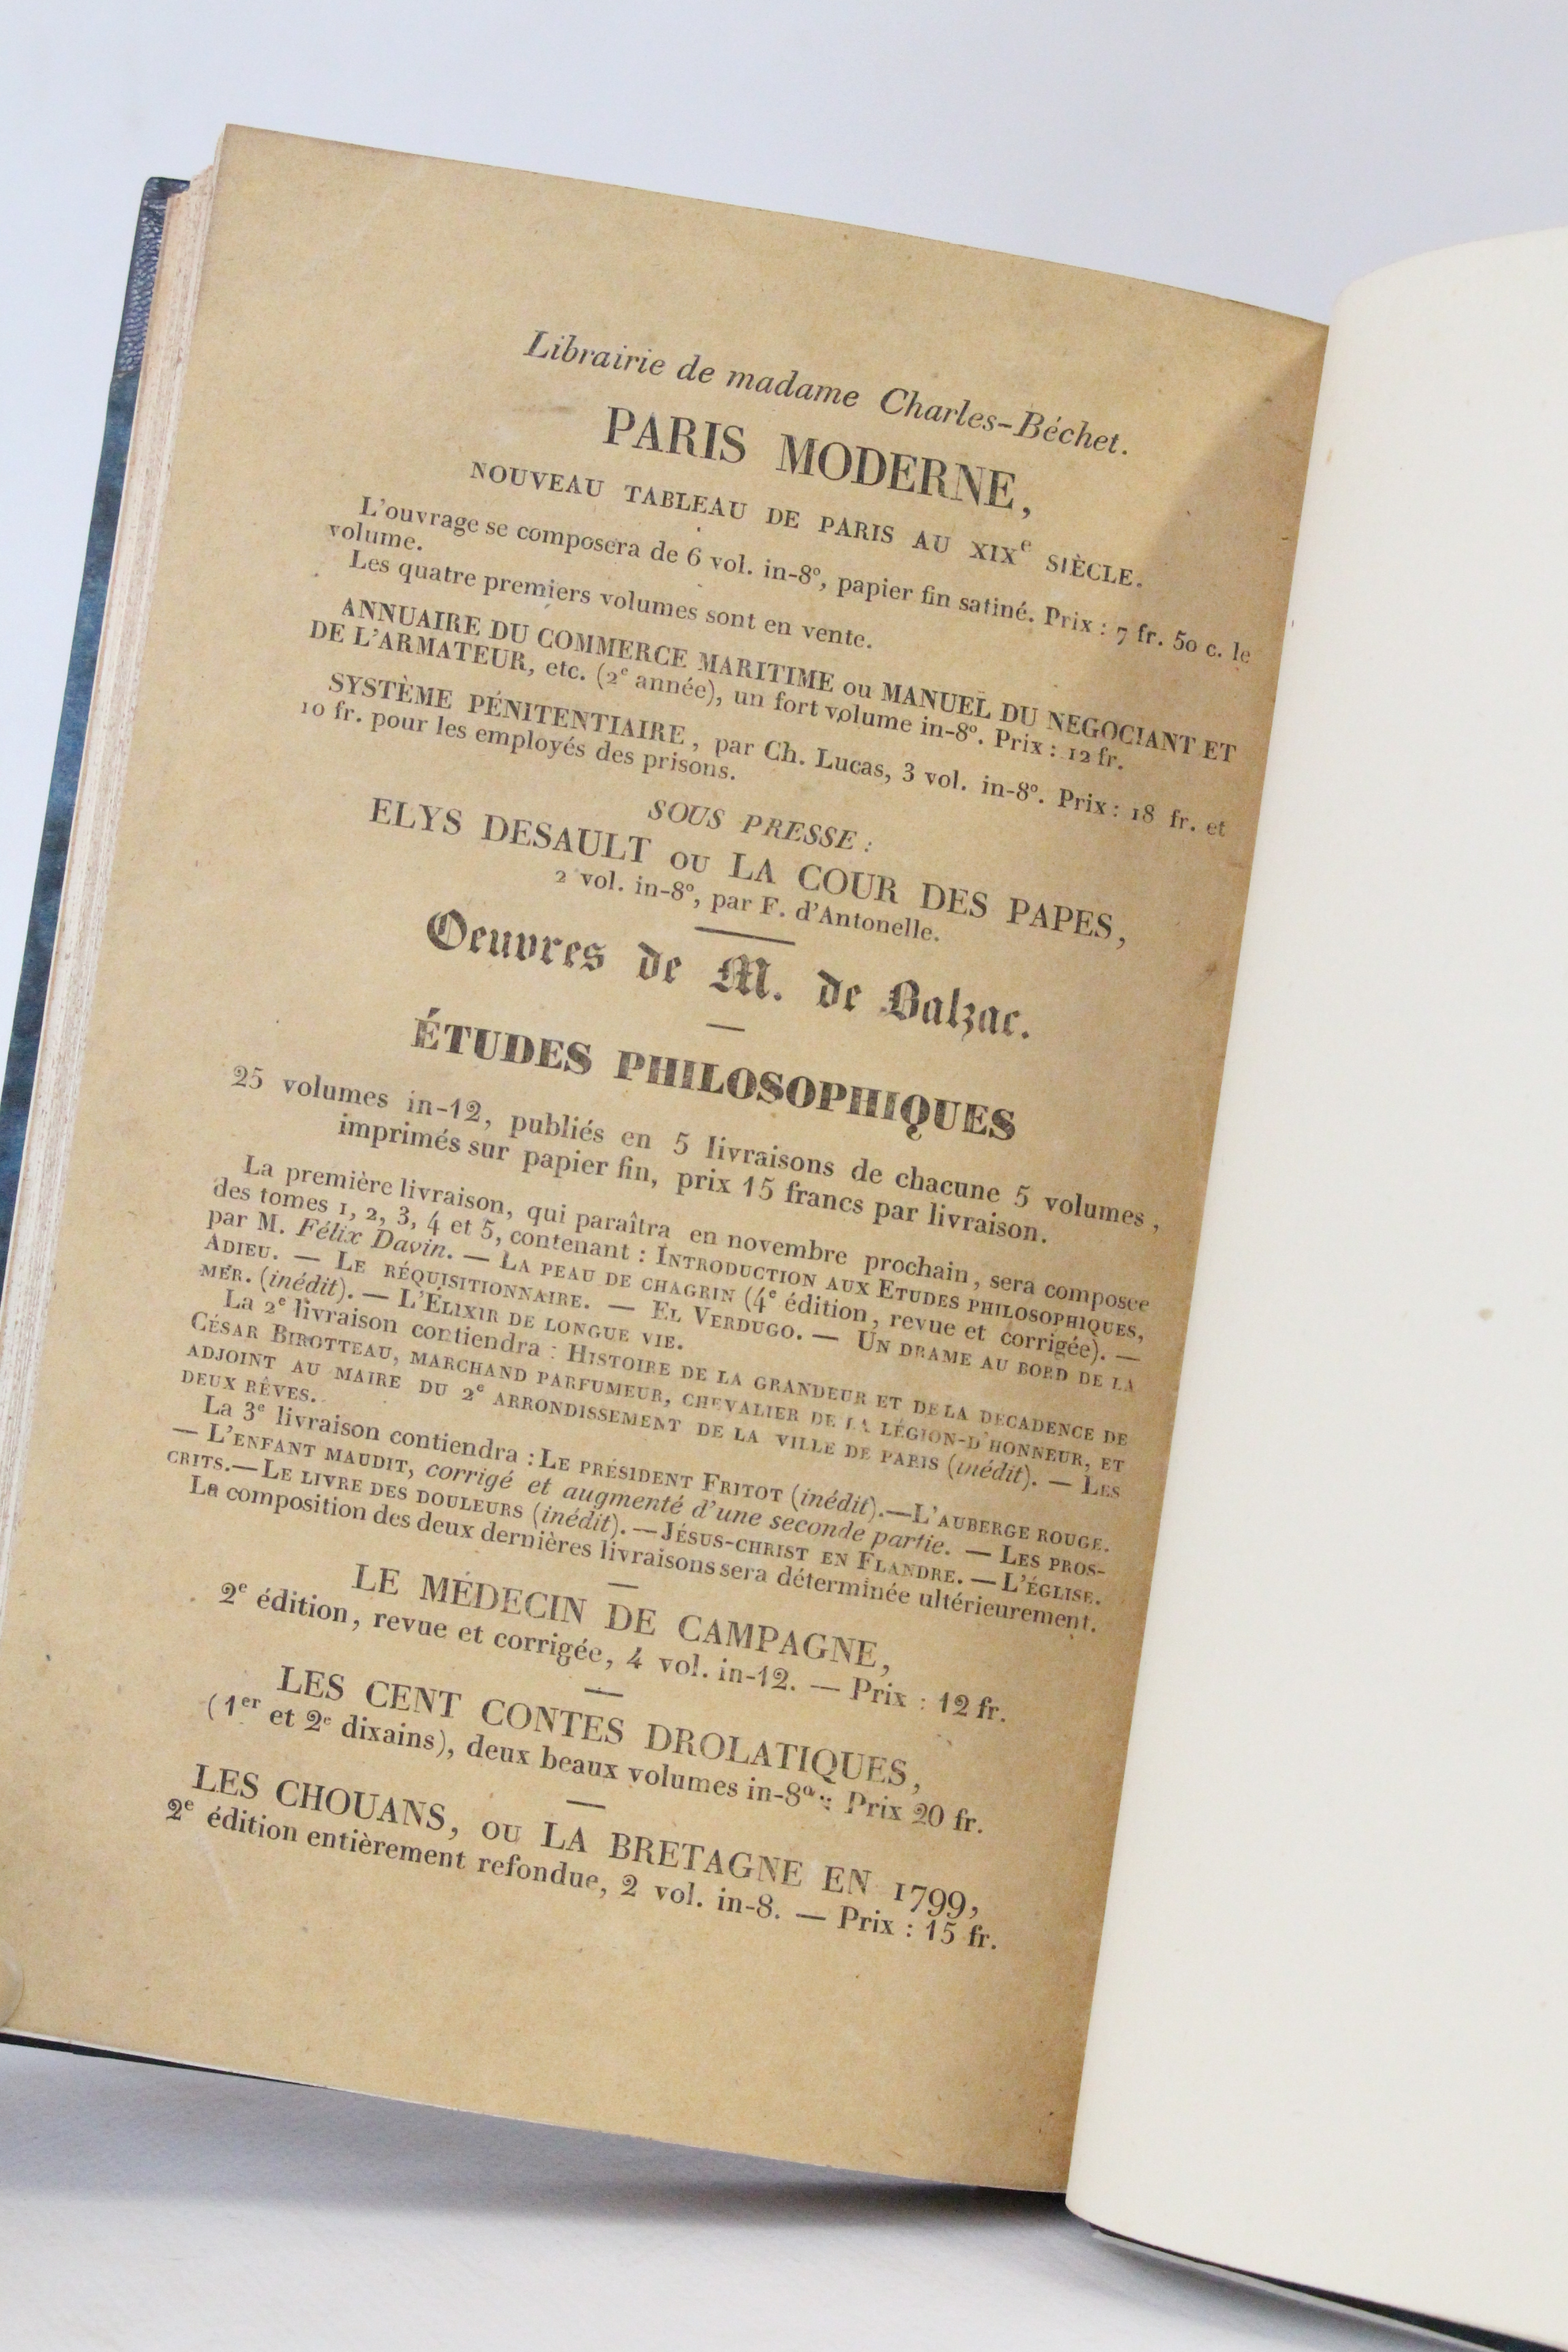 Librairie de madame Charles-Béchet.
PARIS MODERNE,
NOUVEAU TABLEAU DE PARIS AU XIXe SIÈCLE.
L'ouvrage se composera de 6 vol. in-8º, papier fin satiné. Prix : 7 fr. 50 c. le
volume.
Les quatre premiers volumes sont en vente.
ANNUAIRE DU COMMERCE MARITIME ou MANUEL DU NEGOCIANT ET
DE L'ARMATEUR, etc. (2e année), un fort volume in-8º. Prix : 12 fr.
SYSTÈME PÉNITENTIAIRE, par Ch. Lucas, 3 vol. in-8º. Prix : 18 fr. et
10 fr. pour les employés des prisons.
SOUS PRESSE :
ELYS DESAULT OU LA COUR DES PAPES,
2 vol. in-8º, par F. d'Antonelle.
Oeuvres de M. de Balzac.
ÉTUDES PHILOSOPHIQUES
25 volumes in-12, publiés en 5 livraisons de chacune 5 volumes,
imprimés sur papier fin, prix 15 francs par livraison.
La première livraison, qui paraîtra en novembre prochain, sera composée
des tomes 1, 2, 3, 4 et 5, contenant : INTRODUCTION AUX ETUDES PHILOSOPHIQUES,
par M. Félix Davin. — LA PEAU DE CHAGRIN (4e édition, revue et corrigée). —
ADIEU. — LE RÉQUISITIONNAIRE. — EL VERDUGO. — UN DRAME AU BORD DE LA
MER. (inédit). — L'ÉLIXIR DE LONGUE VIE.
La 2e livraison contiendra : HISTOIRE DE LA GRANDEUR ET DE LA DÉCADENCE DE
CÉSAR BIROTTEAU, MARCHAND PARFUMEUR, CHEVALIER DE LA LÉGION-D'HONNEUR, ET
ADJOINT AU MAIRE DU 2e ARRONDISSEMENT DE LA VILLE DE PARIS (inédit). — LES
DEUX RÊVES.
La 3e livraison contiendra : LE PRÉSIDENT FRITOT (inédit).—L'AUBERGE ROUGE.
— L'ENFANT MAUDIT, corrigé et augmenté d'une seconde partie. — LES PROS-
CRITS.—LE LIVRE DES DOULEURS (inédit). — JÉSUS-CHRIST EN FLANDRE. — L'ÉGLISE.
La composition des deux dernières livraisons sera déterminée ultérieurement.
LE MÉDECIN DE CAMPAGNE,
2e édition, revue et corrigée, 4 vol. in-12. — Prix : 12 fr.
LES CENT CONTES DROLATIQUES,
(1er et 2e dixains), deux beaux volumes in-8º. Prix 20 fr.
LES CHOUANS, OU LA BRETAGNE EN 1799,
2e édition entièrement refondue, 2 vol. in-8. — Prix : 15 fr.